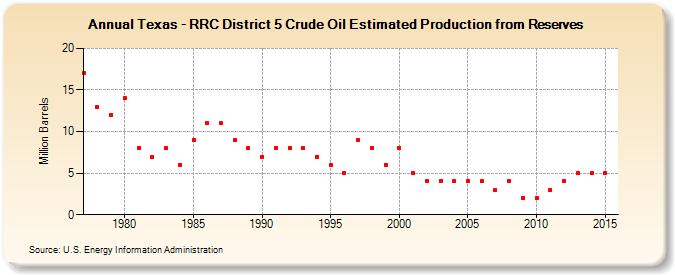 Annual Texas - RRC District 5 Crude Oil Estimated Production from Reserves
Million Barrels
20
15
10
5
0
1980 1985 1990 1995 2000 2005 2010 2015
Source: U.S. Energy Information Administration